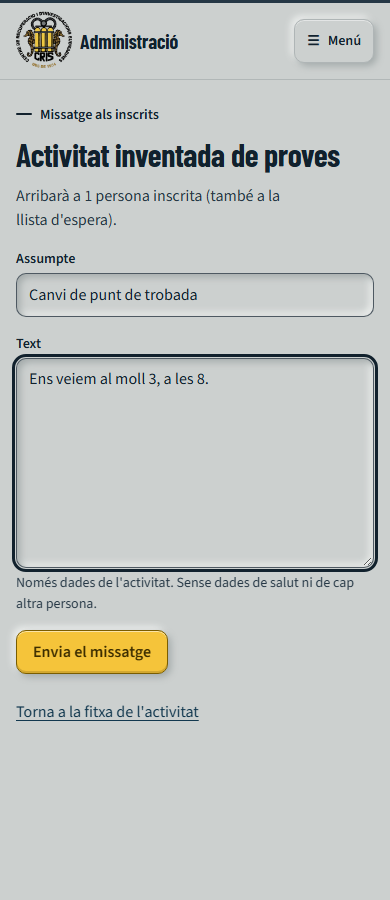 CRIS
Administració
☰ Menú
Missatge als inscrits
Activitat inventada de proves
Arribarà a 1 persona inscrita (també a la
llista d'espera).
Assumpte
Canvi de punt de trobada
Text
Ens veiem al moll 3, a les 8.
Només dades de l'activitat. Sense dades de salut ni de cap
altra persona.
Envia el missatge
Torna a la fitxa de l'activitat